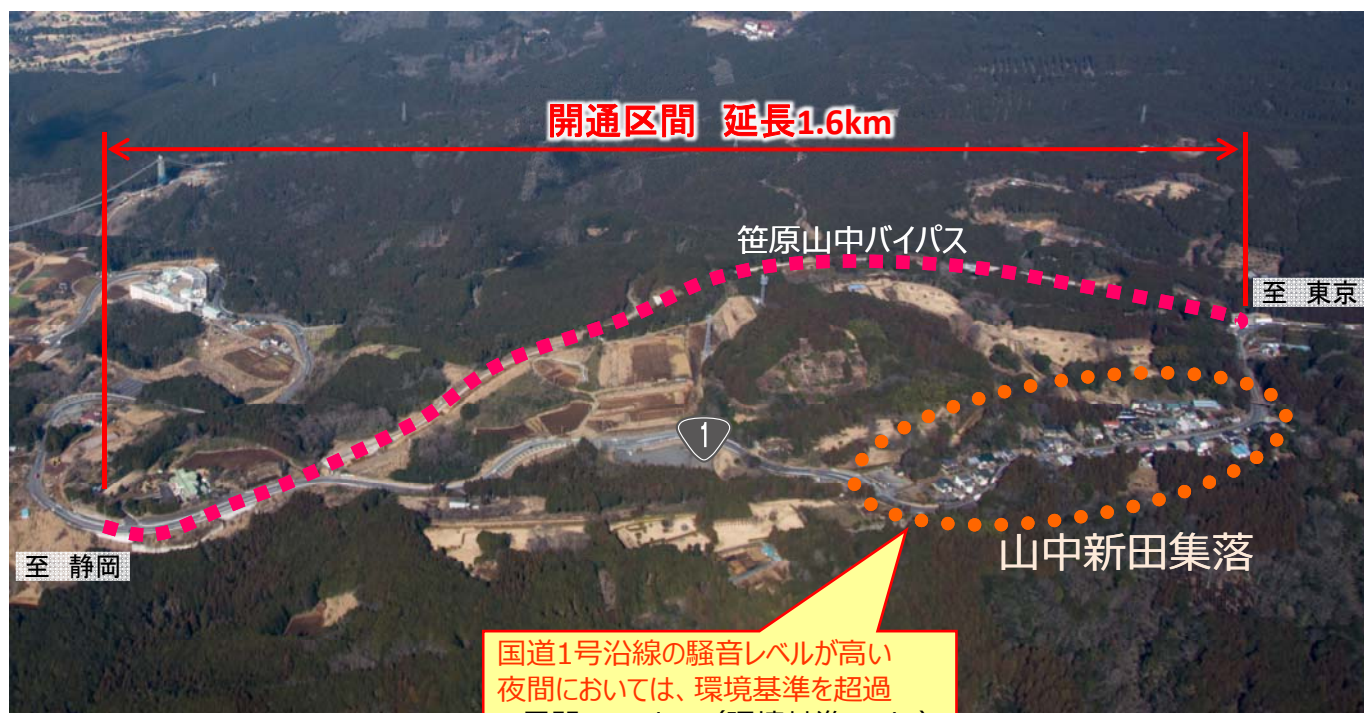 開通区間 延長1.6km
笹原山中バイパス
至 東京
1
山中新田集落
至 静岡
国道1号沿線の騒音レベルが高い
夜間においては、環境基準を超過